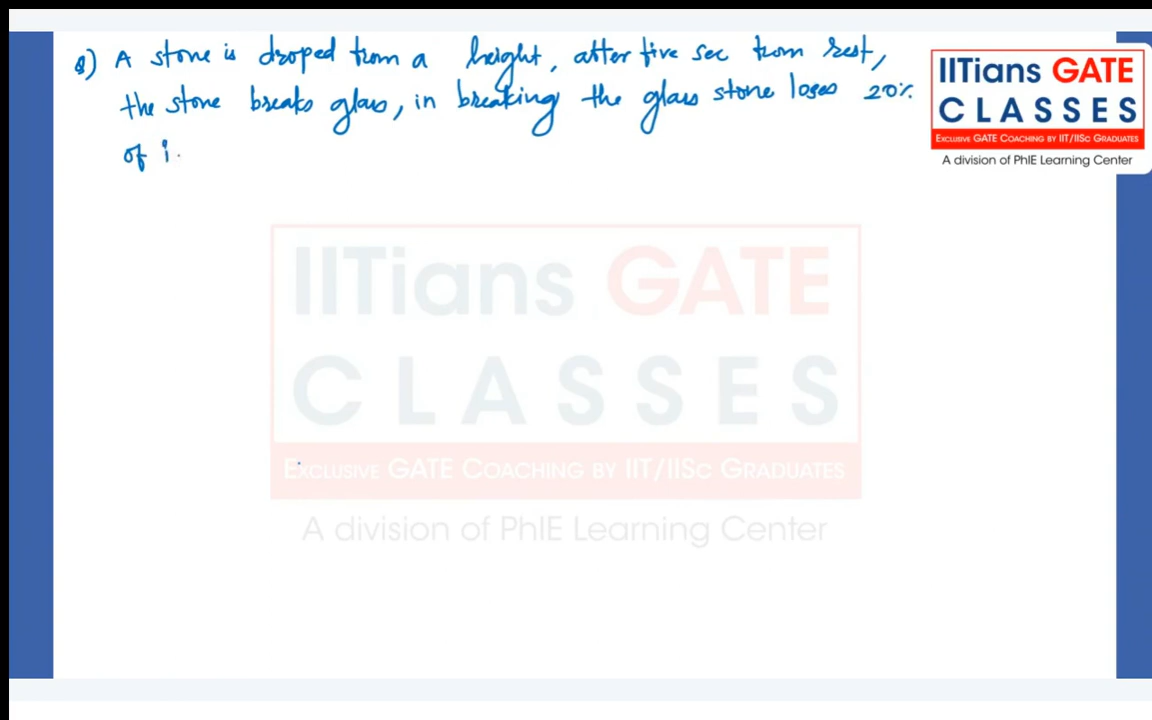 Q) A stone is droped from a height, after five sec from rest,
the stone breaks glass, in breaking the glass stone loses 20%
of i.
IITians GATE
CLASSES
EXCLUSIVE GATE COACHING BY IIT/IISc GRADUATES
A division of PhIE Learning Center
IITians GATE
CLASSES
EXCLUSIVE GATE COACHING BY IIT/IISc GRADUATES
A division of PhIE Learning Center